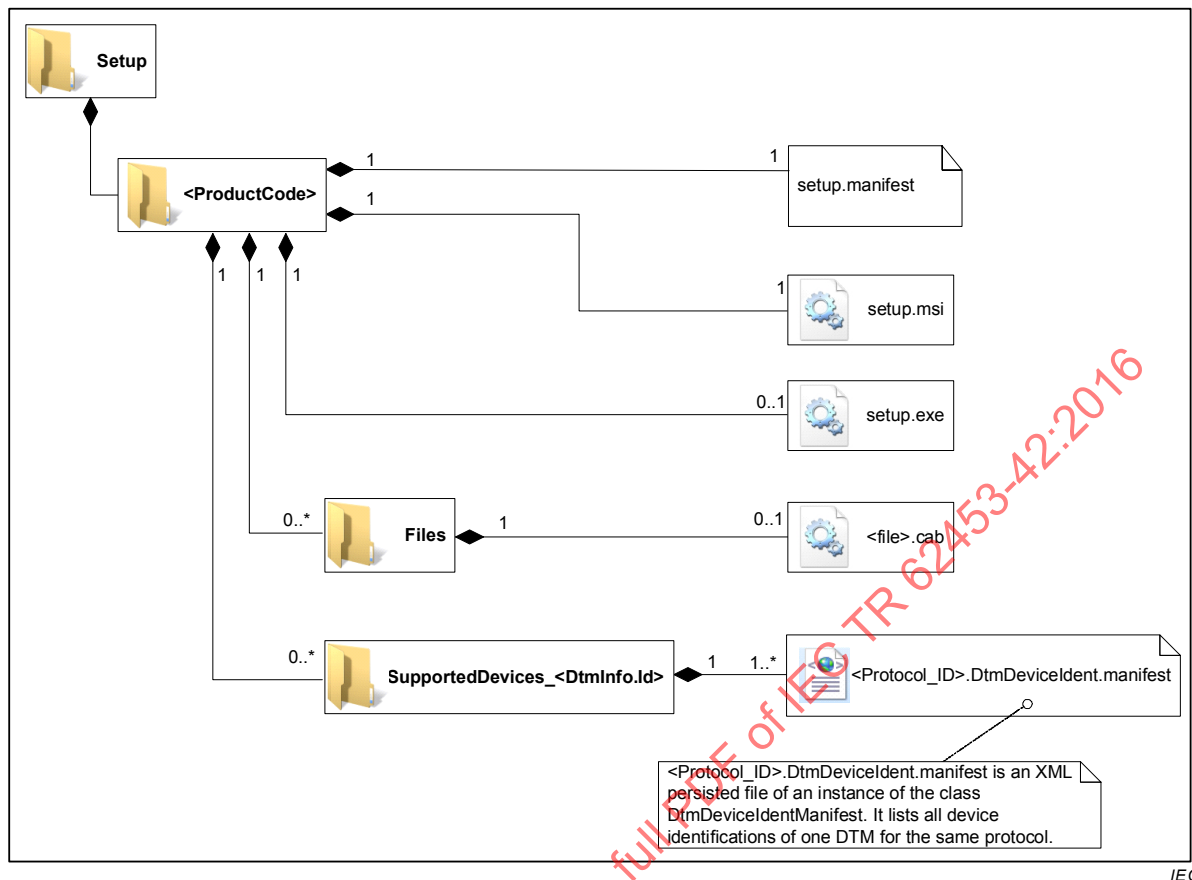 Setup
<ProductCode>
1
1
setup.manifest
1
1
setup.msi
1
1
1
0..1
setup.exe
0..*
Files
1
0..1
<file>.cab
0..*
SupportedDevices_<DtmInfo.Id>
1
1..*
<Protocol_ID>.DtmDeviceIdent.manifest
<Protocol_ID>.DtmDeviceIdent.manifest is an XML
persisted file of an instance of the class
DtmDeviceIdentManifest. It lists all device
identifications of one DTM for the same protocol.
full PDF of IEC TR 62453-42:2016
IEC